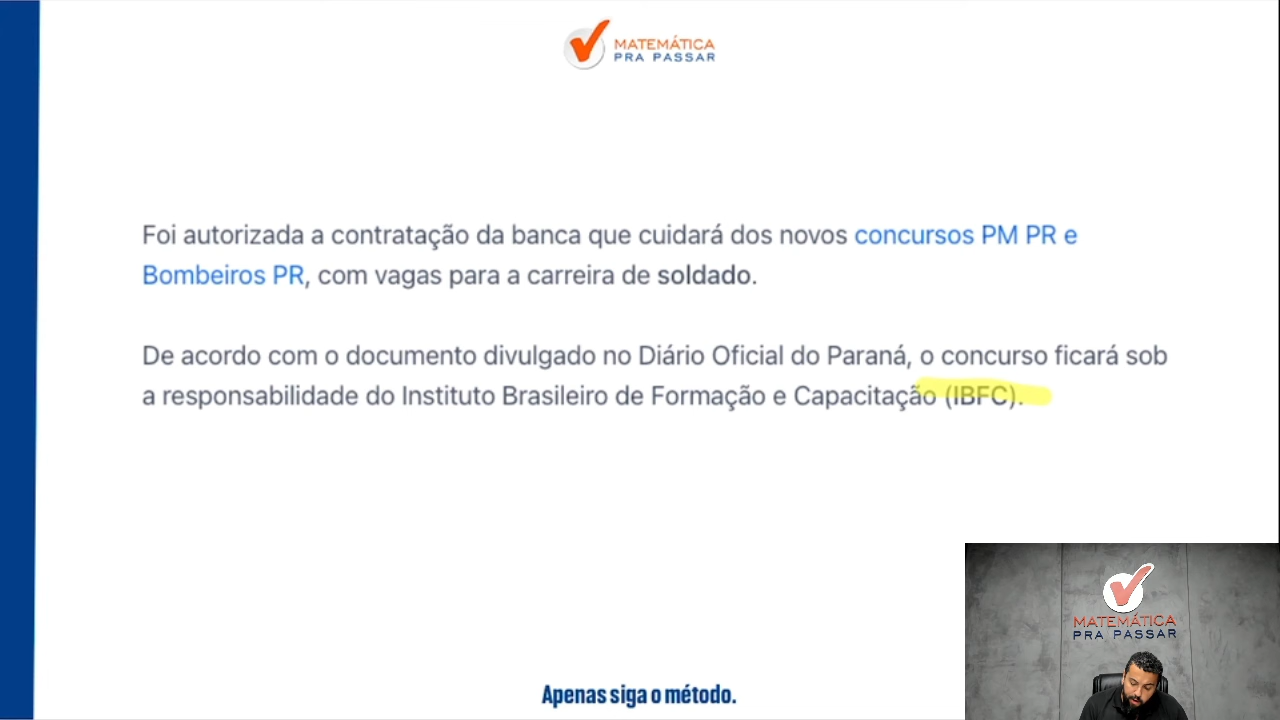 MATEMÁTICA
PRA PASSAR
Foi autorizada a contratação da banca que cuidará dos novos concursos PM PR e
Bombeiros PR, com vagas para a carreira de soldado.
De acordo com o documento divulgado no Diário Oficial do Paraná, o concurso ficará sob
a responsabilidade do Instituto Brasileiro de Formação e Capacitação (IBFC).
MATEMÁTICA
PRA PASSAR
Apenas siga o método.